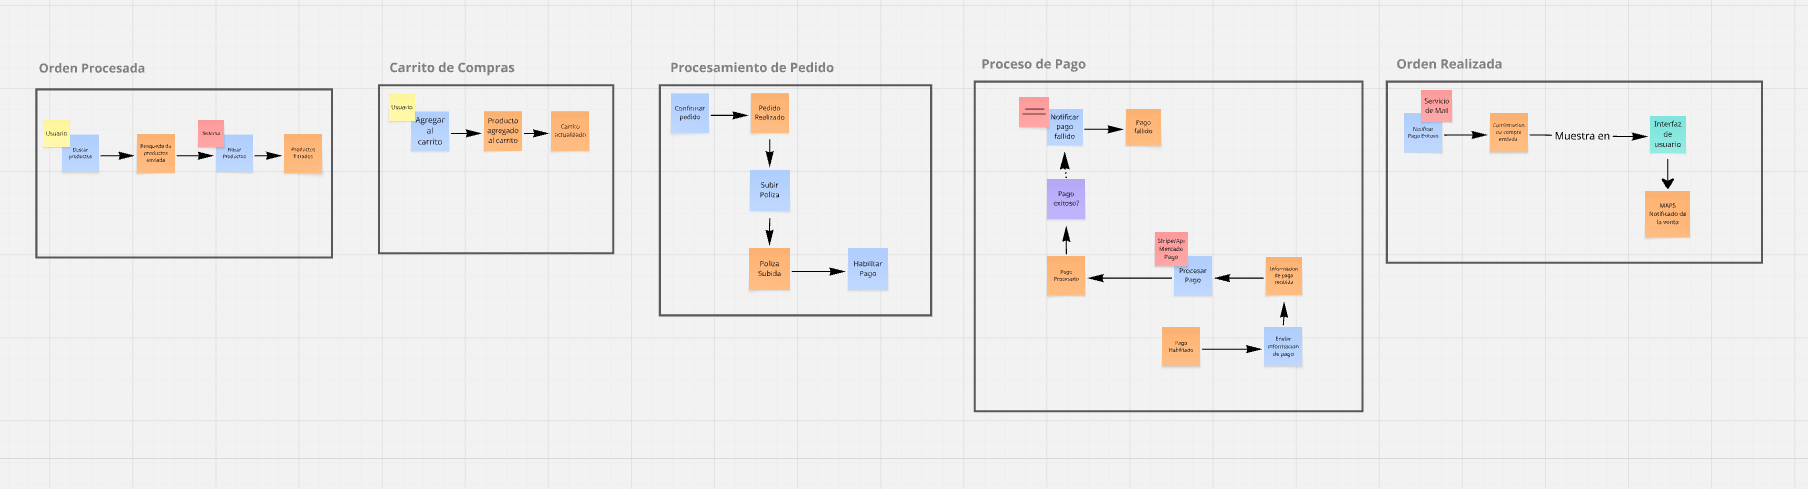 Orden Procesada
Usuario
Buscar
productos
Busqueda de
productos
enviada
Sistema
Filtrar
Productos
Productos
filtrados
Carrito de Compras
Usuario
Agregar
al
carrito
Producto
agregado
al carrito
Carrito
actualizado
Procesamiento de Pedido
Confirmar
pedido
Pedido
Realizado
Subir
Poliza
Poliza
Subida
Habilitar
Pago
Proceso de Pago
Notificar
pago
fallido
Pago
fallido
Pago
exitoso?
Pago
Procesado
Stripe/Api
Mercado
Pago
Procesar
Pago
Informacion
de pago
recibida
Pago
Habilitado
Enviar
informacion
de pago
Orden Realizada
Servicio
de Mail
Notificar
Pago Exitoso
Confirmacion
de compra
enviada
Muestra en
Interfaz
de
usuario
MAPS
Notificado de
la venta